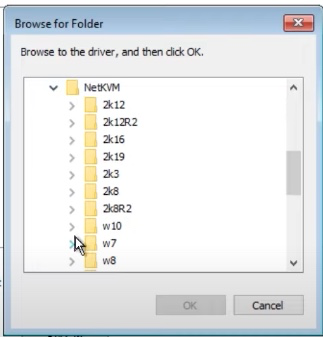 Browse for Folder
Browse to the driver, and then click OK.
NetKVM
2k12
2k12R2
2k16
2k19
2k3
2k8
2k8R2
w10
w7
w8
OK
Cancel